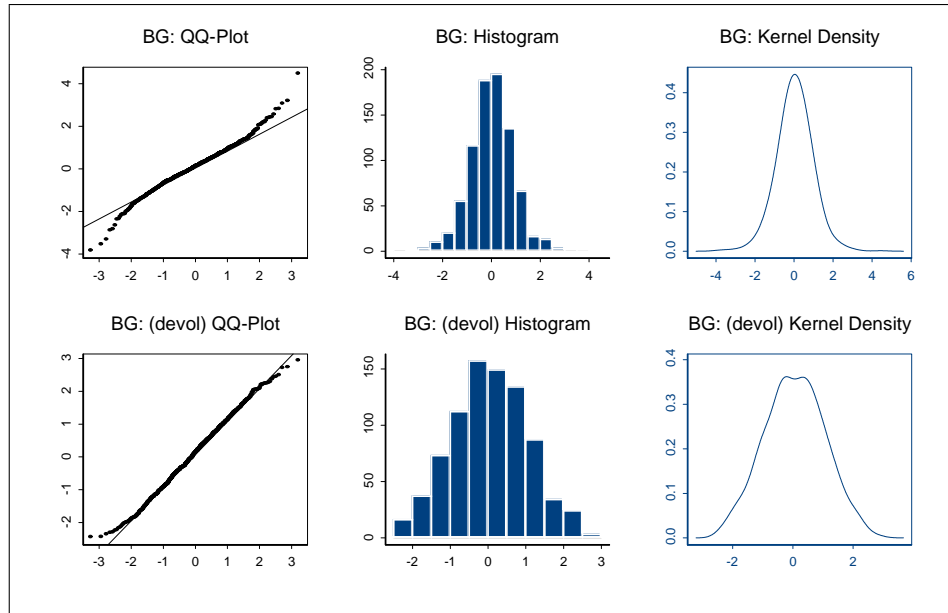 BG: QQ-Plot
4
2
0
-2
-4
-3 -2 -1 0 1 2 3
BG: Histogram
200
150
100
50
0
-4 -2 0 2 4
BG: Kernel Density
0.4
0.3
0.2
0.1
0.0
-4 -2 0 2 4 6
BG: (devol) QQ-Plot
3
2
1
0
-1
-2
-3 -2 -1 0 1 2 3
BG: (devol) Histogram
150
100
50
0
-2 -1 0 1 2 3
BG: (devol) Kernel Density
0.4
0.3
0.2
0.1
0.0
-2 0 2